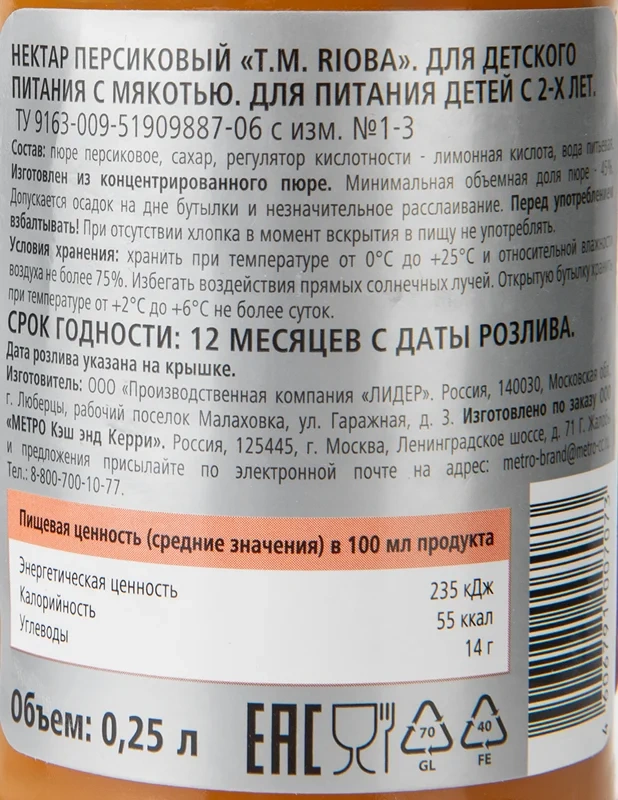 НЕКТАР ПЕРСИКОВЫЙ «Т.М. RIOBA». ДЛЯ ДЕТСКОГО
ПИТАНИЯ С МЯКОТЬЮ. ДЛЯ ПИТАНИЯ ДЕТЕЙ С 2-Х ЛЕТ.
ТУ 9163-009-51909887-06 с изм. №1-3
Состав: пюре персиковое, сахар, регулятор кислотности - лимонная кислота, вода питьевая.
Изготовлен из концентрированного пюре. Минимальная объемная доля пюре - 45%.
Допускается осадок на дне бутылки и незначительное расслаивание. Перед употреблением
взбалтывать! При отсутствии хлопка в момент вскрытия в пищу не употреблять.
Условия хранения: хранить при температуре от 0°С до +25°С и относительной влажности
воздуха не более 75%. Избегать воздействия прямых солнечных лучей. Открытую бутылку хранить
при температуре от +2°С до +6°С не более суток.
СРОК ГОДНОСТИ: 12 МЕСЯЦЕВ С ДАТЫ РОЗЛИВА.
Дата розлива указана на крышке.
Изготовитель: ООО «Производственная компания «ЛИДЕР». Россия, 140030, Московская обл.,
г. Люберцы, рабочий поселок Малаховка, ул. Гаражная, д. 3. Изготовлено по заказу ООО
«МЕТРО Кэш энд Керри». Россия, 125445, г. Москва, Ленинградское шоссе, д. 71 Г.
и предложения присылайте по электронной почте на адрес:
Тел.: 8-800-700-10-77.
Пищевая ценность (средние значения) в 100 мл продукта
Энергетическая ценность 235 кДж
Калорийность 55 ккал
Углеводы 14 г
Объем: 0,25 л
EAC
70
GL
40
FE